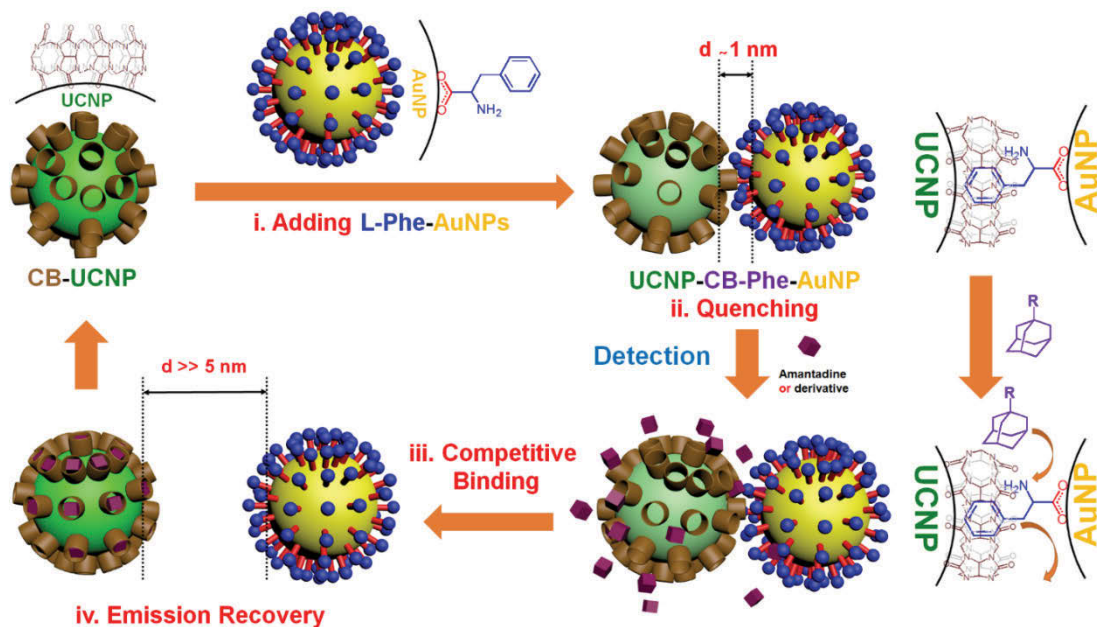 UCNP
CB-UCNP
AuNP
O
O
NH₂
i. Adding L-Phe-AuNPs
d ~1 nm
UCNP-CB-Phe-AuNP
ii. Quenching
UCNP
H₂N
O
O
AuNP
R
Detection
Amantadine
or derivative
d >> 5 nm
iii. Competitive
Binding
R
UCNP
H₂N
O
O
AuNP
iv. Emission Recovery